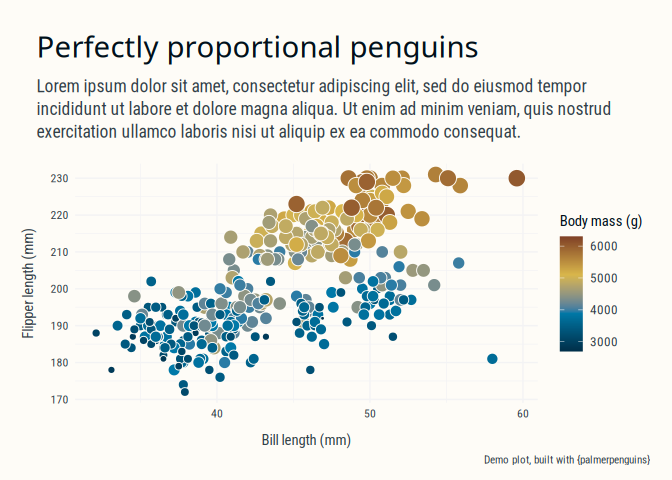 Perfectly proportional penguins
Lorem ipsum dolor sit amet, consectetur adipiscing elit, sed do eiusmod tempor
incididunt ut labore et dolore magna aliqua. Ut enim ad minim veniam, quis nostrud
exercitation ullamco laboris nisi ut aliquip ex ea commodo consequat.
230
220
210
200
190
180
170
Flipper length (mm)
40
50
60
Bill length (mm)
Body mass (g)
6000
5000
4000
3000
Demo plot, built with {palmerpenguins}